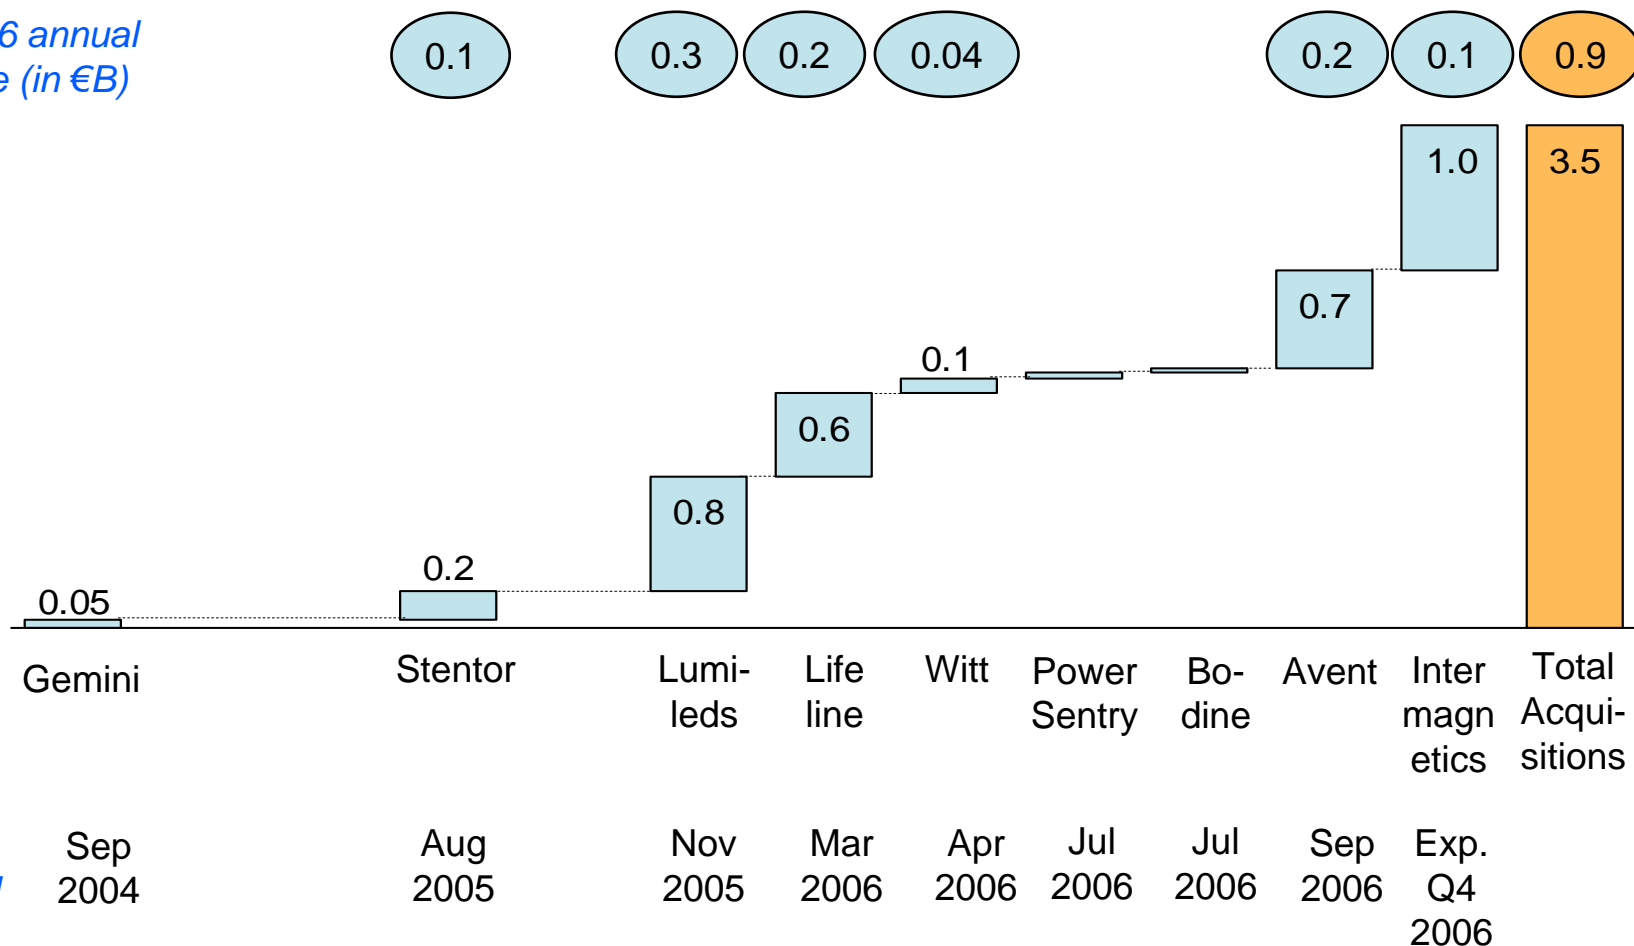 6 annual
e (in €B)
0.1 0.3 0.2 0.04 0.2 0.1 0.9
1.0 3.5
0.7
0.1
0.6
0.8
0.2
0.05
Gemini Stentor Lumi- Life Witt Power Bo- Avent Inter Total
leds line Sentry dine magn Acqui-
etics sitions
Sep Aug Nov Mar Apr Jul Jul Sep Exp.
2004 2005 2005 2006 2006 2006 2006 2006 Q4
2006